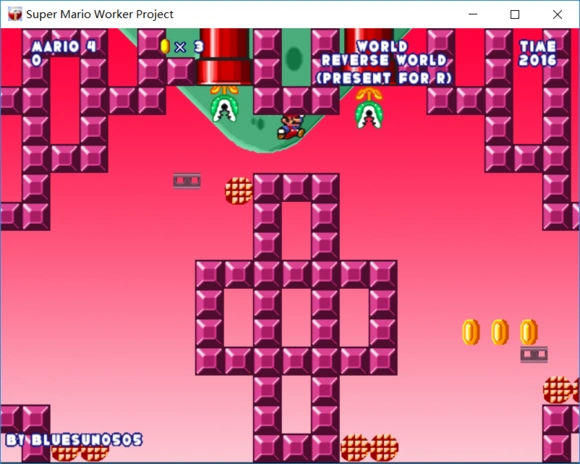 Super Mario Worker Project
MARIO 4
0
× 3
WORLD
REVERSE WORLD
(PRESENT FOR R)
TIME
2016
BY BLUESUN0505